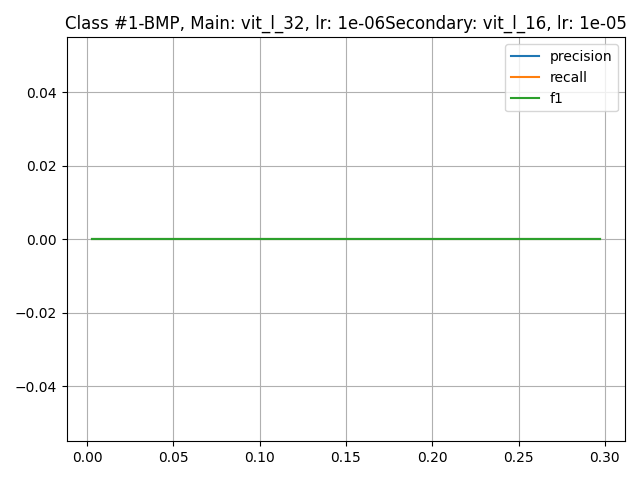 Class #1-BMP, Main: vit_l_32, lr: 1e-06Secondary: vit_l_16, lr: 1e-05
precision
recall
f1
0.04
0.02
0.00
−0.02
−0.04
0.00 0.05 0.10 0.15 0.20 0.25 0.30